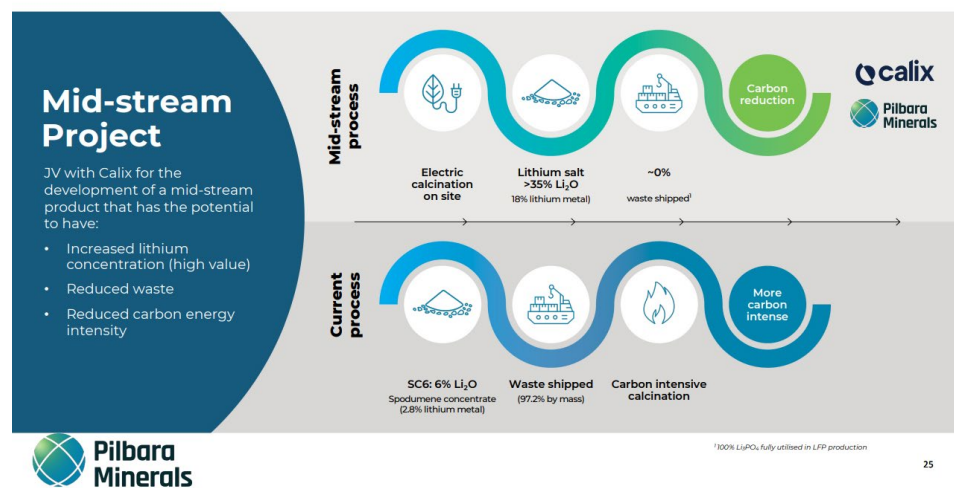 Mid-stream
Project
JV with Calix for the
development of a mid-stream
product that has the potential
to have:
• Increased lithium
concentration (high value)
• Reduced waste
• Reduced carbon energy
intensity
Mid-stream
process
Carbon
reduction
calix
Pilbara
Minerals
Electric
calcination
on site
Lithium salt
>35% Li₂O
18% lithium metal)
~0%
waste shipped¹
Current
process
More
carbon
intense
SC6: 6% Li₂O
Spodumene concentrate
(2.8% lithium metal)
Waste shipped
(97.2% by mass)
Carbon intensive
calcination
Pilbara
Minerals
¹ 100% Li₃PO₄ fully utilised in LFP production
25